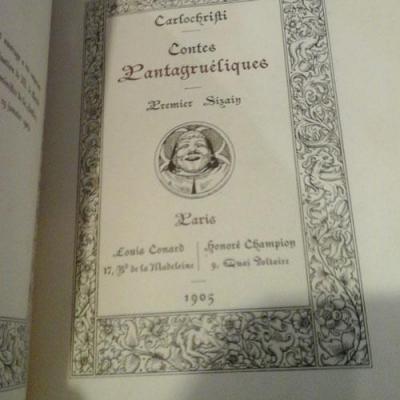 Carlochristi
Contes
Pantagruéliques
Premier Sizain
Paris
Louis Conard
17, Bd de la Madeleine
Honoré Champion
9, Quai Voltaire
1905